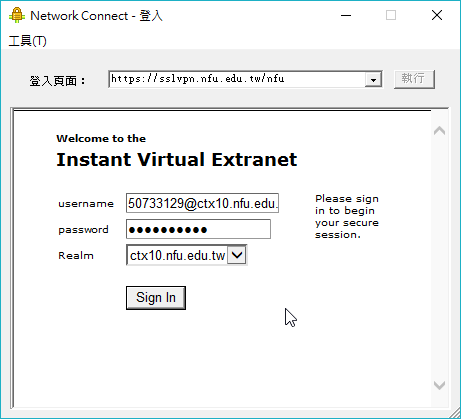 Network Connect - 登入
工具(T)
登入頁面：
https://sslvpn.nfu.edu.tw/nfu
執行
Welcome to the
Instant Virtual Extranet
username
50733129@ctx10.nfu.edu.
Please sign
in to begin
your secure
session.
password
●●●●●●●●●●
Realm
ctx10.nfu.edu.tw
Sign In